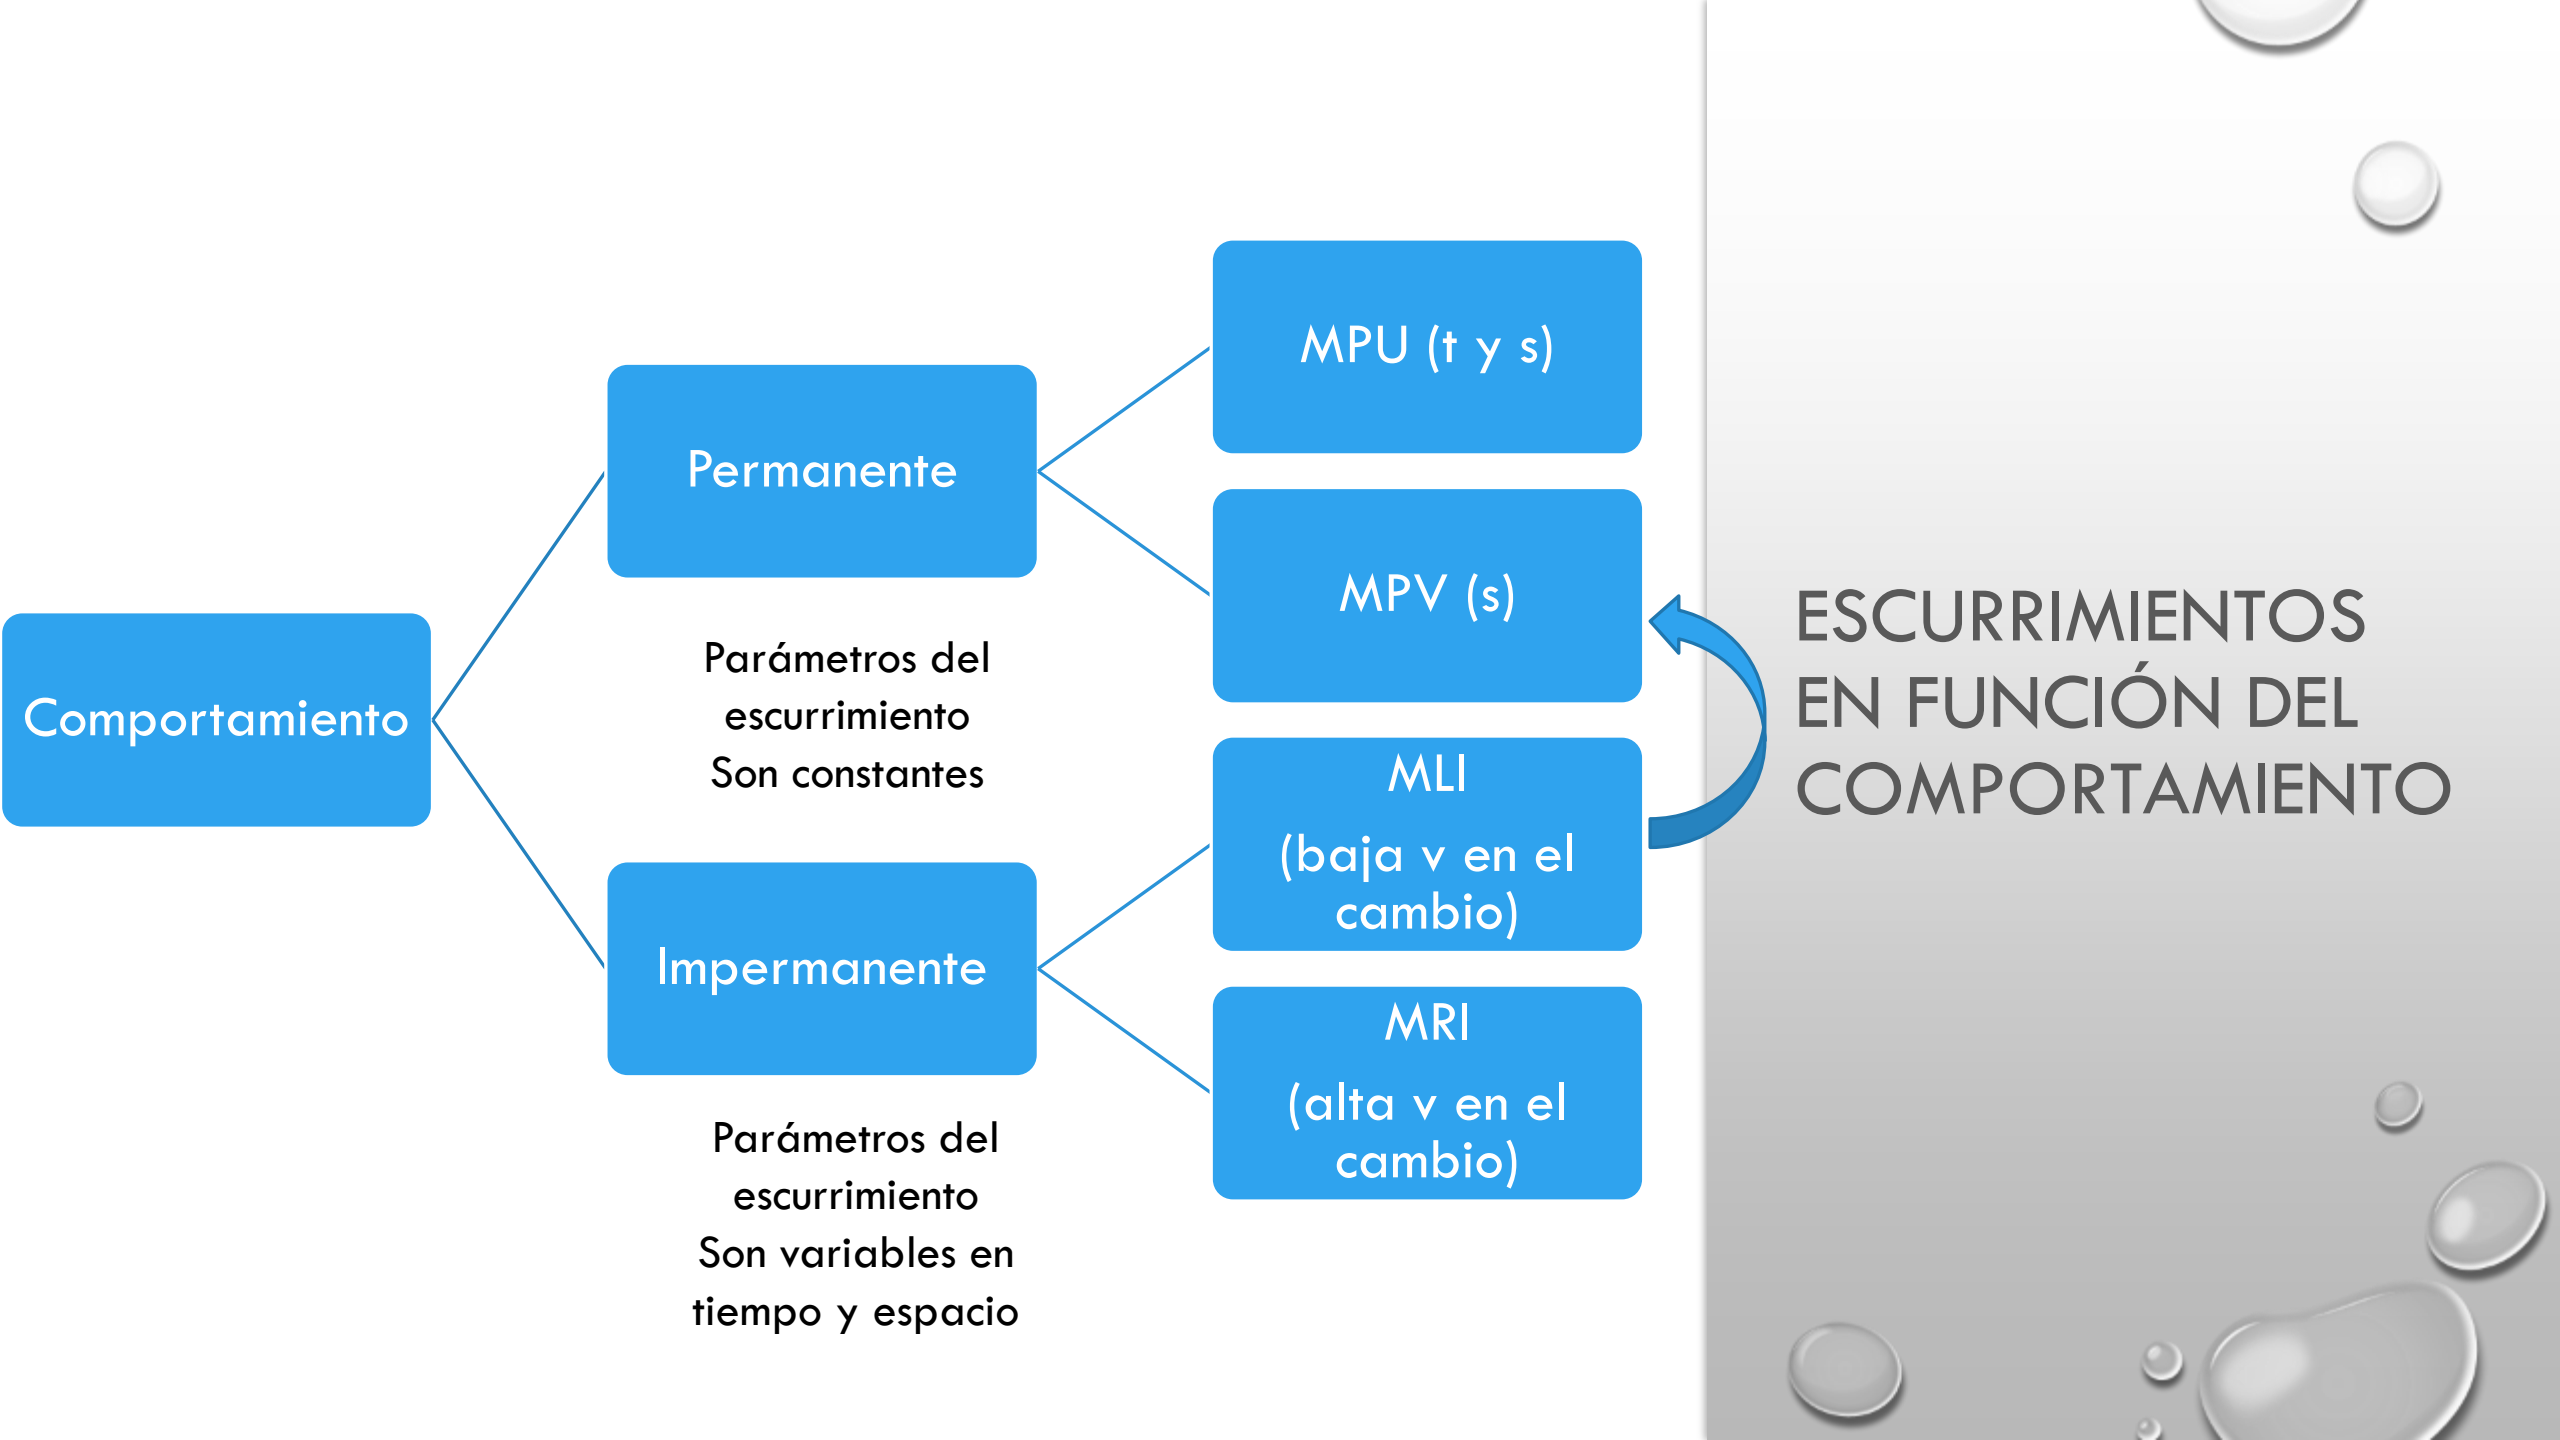 Comportamiento
Permanente
Parámetros del
escurrimiento
Son constantes
Impermanente
Parámetros del
escurrimiento
Son variables en
tiempo y espacio
MPU (t y s)
MPV (s)
MLI
(baja v en el
cambio)
MRI
(alta v en el
cambio)
ESCURRIMIENTOS
EN FUNCIÓN DEL
COMPORTAMIENTO